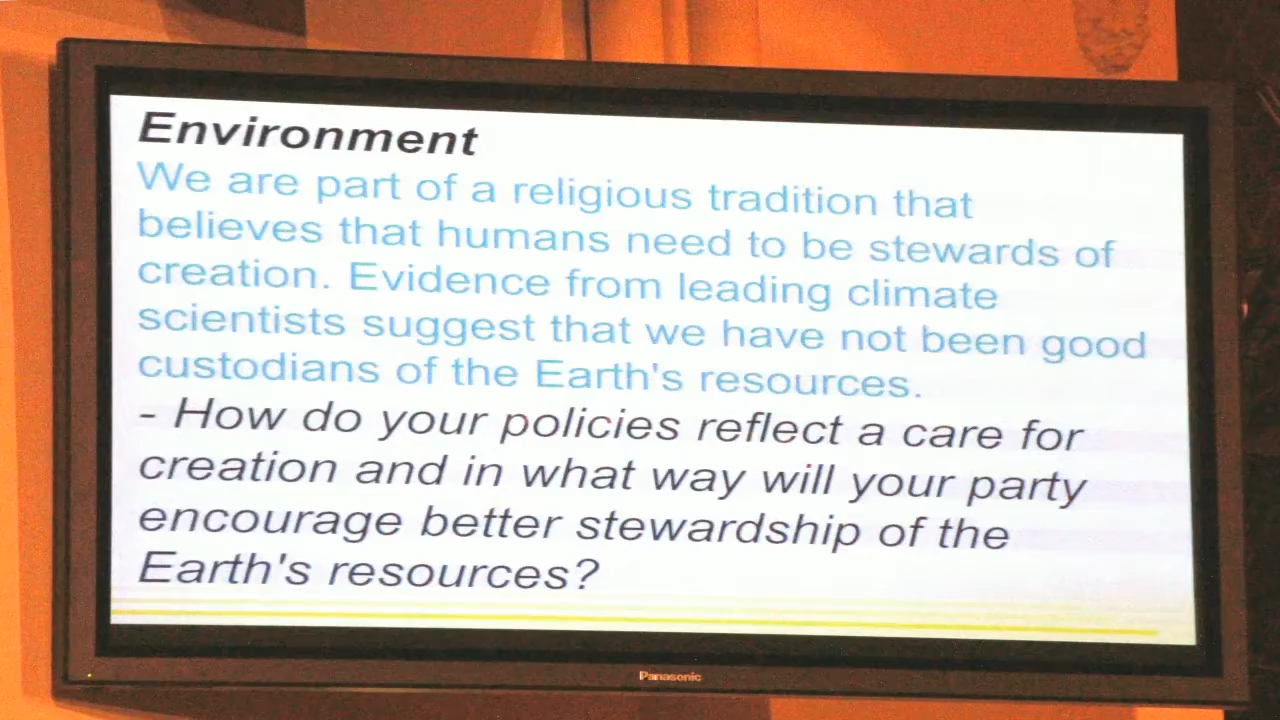 Environment
We are part of a religious tradition that
believes that humans need to be stewards of
creation. Evidence from leading climate
scientists suggest that we have not been good
custodians of the Earth's resources.
- How do your policies reflect a care for
creation and in what way will your party
encourage better stewardship of the
Earth's resources?
Panasonic